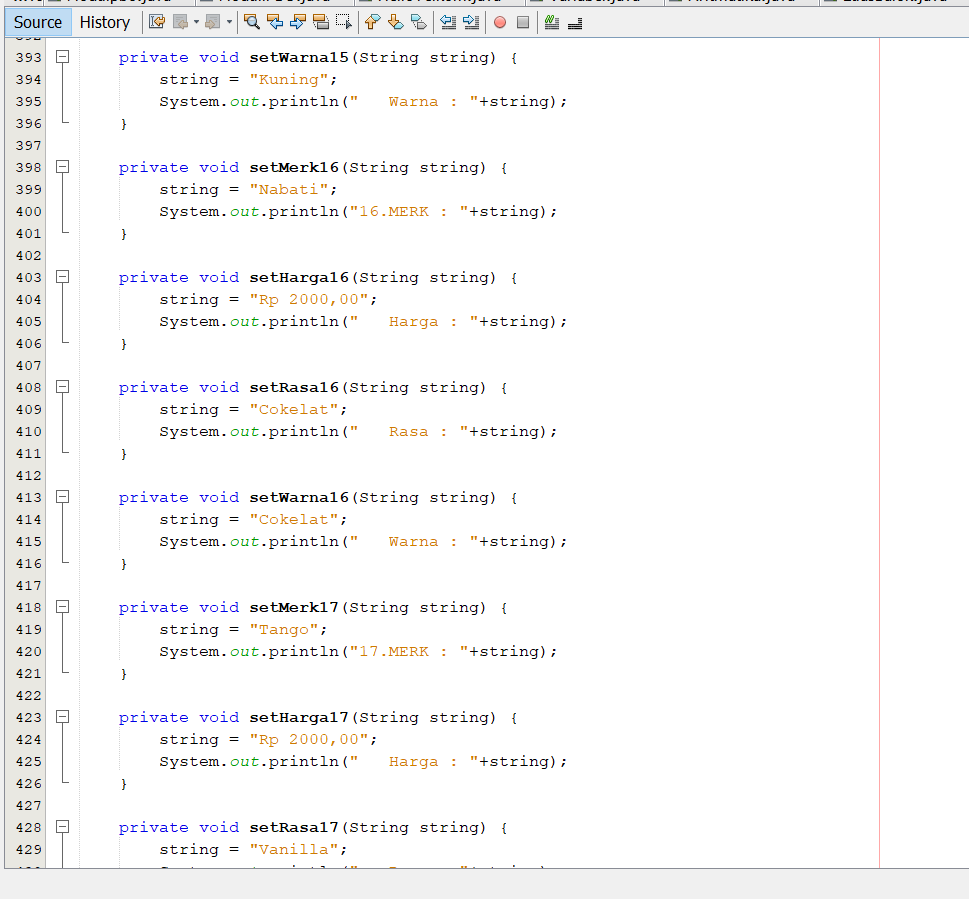 Source History
393 private void setWarna15(String string) {
394 string = "Kuning";
395 System.out.println("   Warna : "+string);
396 }
397
398 private void setMerk16(String string) {
399 string = "Nabati";
400 System.out.println("16.MERK : "+string);
401 }
402
403 private void setHarga16(String string) {
404 string = "Rp 2000,00";
405 System.out.println("   Harga : "+string);
406 }
407
408 private void setRasa16(String string) {
409 string = "Cokelat";
410 System.out.println("   Rasa : "+string);
411 }
412
413 private void setWarna16(String string) {
414 string = "Cokelat";
415 System.out.println("   Warna : "+string);
416 }
417
418 private void setMerk17(String string) {
419 string = "Tango";
420 System.out.println("17.MERK : "+string);
421 }
422
423 private void setHarga17(String string) {
424 string = "Rp 2000,00";
425 System.out.println("   Harga : "+string);
426 }
427
428 private void setRasa17(String string) {
429 string = "Vanilla";